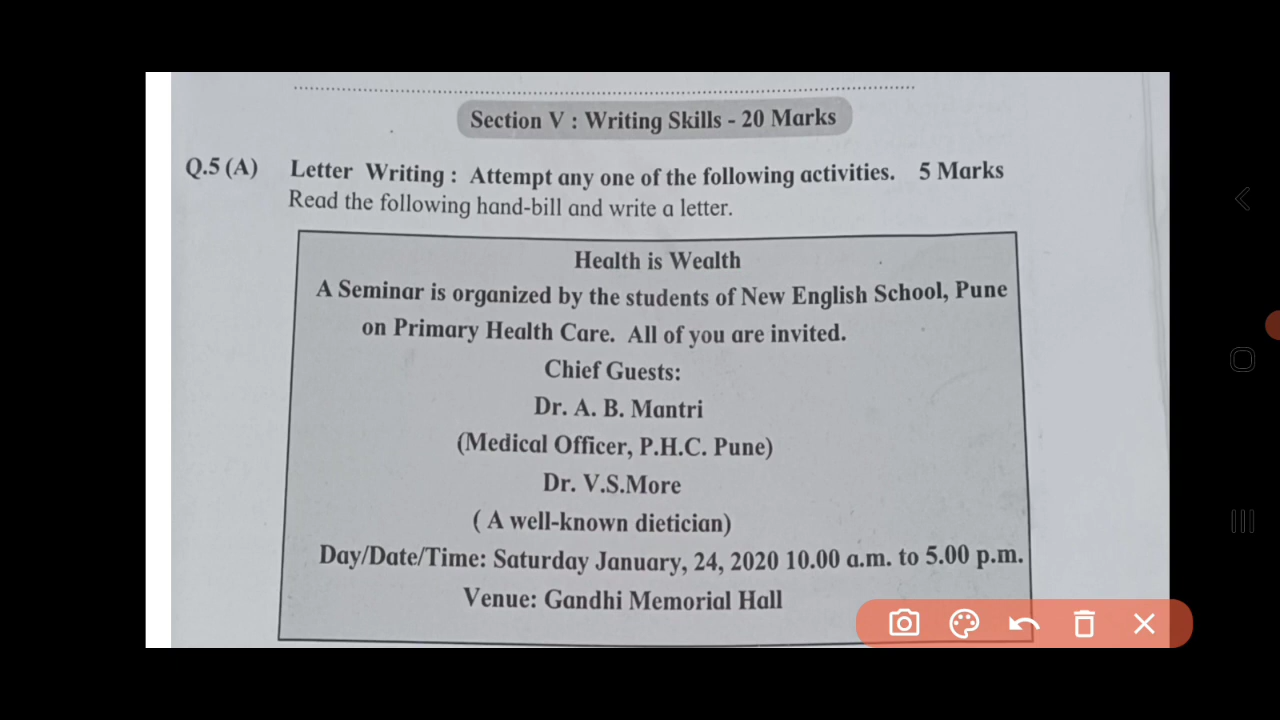 Section V : Writing Skills - 20 Marks
Q.5 (A) Letter Writing : Attempt any one of the following activities. 5 Marks
Read the following hand-bill and write a letter.
Health is Wealth
A Seminar is organized by the students of New English School, Pune
on Primary Health Care. All of you are invited.
Chief Guests:
Dr. A. B. Mantri
(Medical Officer, P.H.C. Pune)
Dr. V.S.More
( A well-known dietician)
Day/Date/Time: Saturday January, 24, 2020 10.00 a.m. to 5.00 p.m.
Venue: Gandhi Memorial Hall